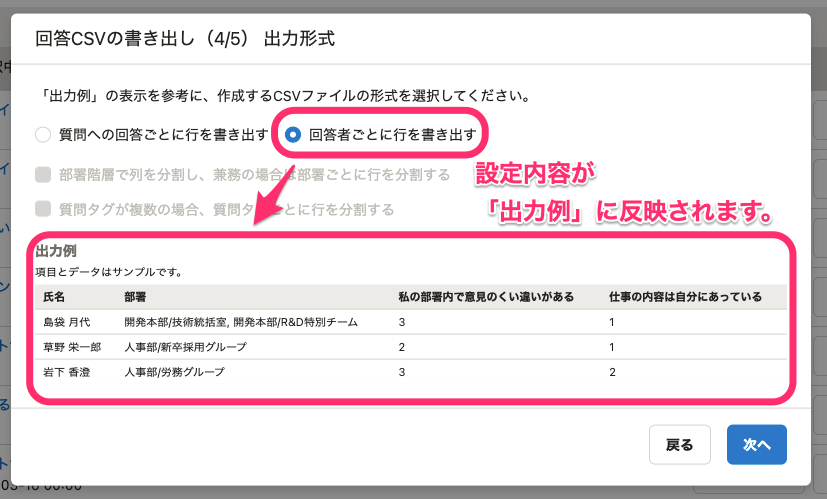 回答CSVの書き出し（4/5） 出力形式
「出力例」の表示を参考に、作成するCSVファイルの形式を選択してください。
質問への回答ごとに行を書き出す 回答者ごとに行を書き出す
部署階層で列を分割し、兼務の場合は部署ごとに行を分割する
設定内容が
質問タグが複数の場合、質問タグごとに行を分割する
「出力例」に反映されます。
出力例
項目とデータはサンプルです。
氏名 部署 私の部署内で意見のくい違いがある 仕事の内容は自分にあっている
島袋 月代 開発本部/技術統括室, 開発本部/R&D特別チーム 3 1
草野 栄一郎 人事部/新卒採用グループ 2 1
岩下 香澄 人事部/労務グループ 3 2
戻る 次へ